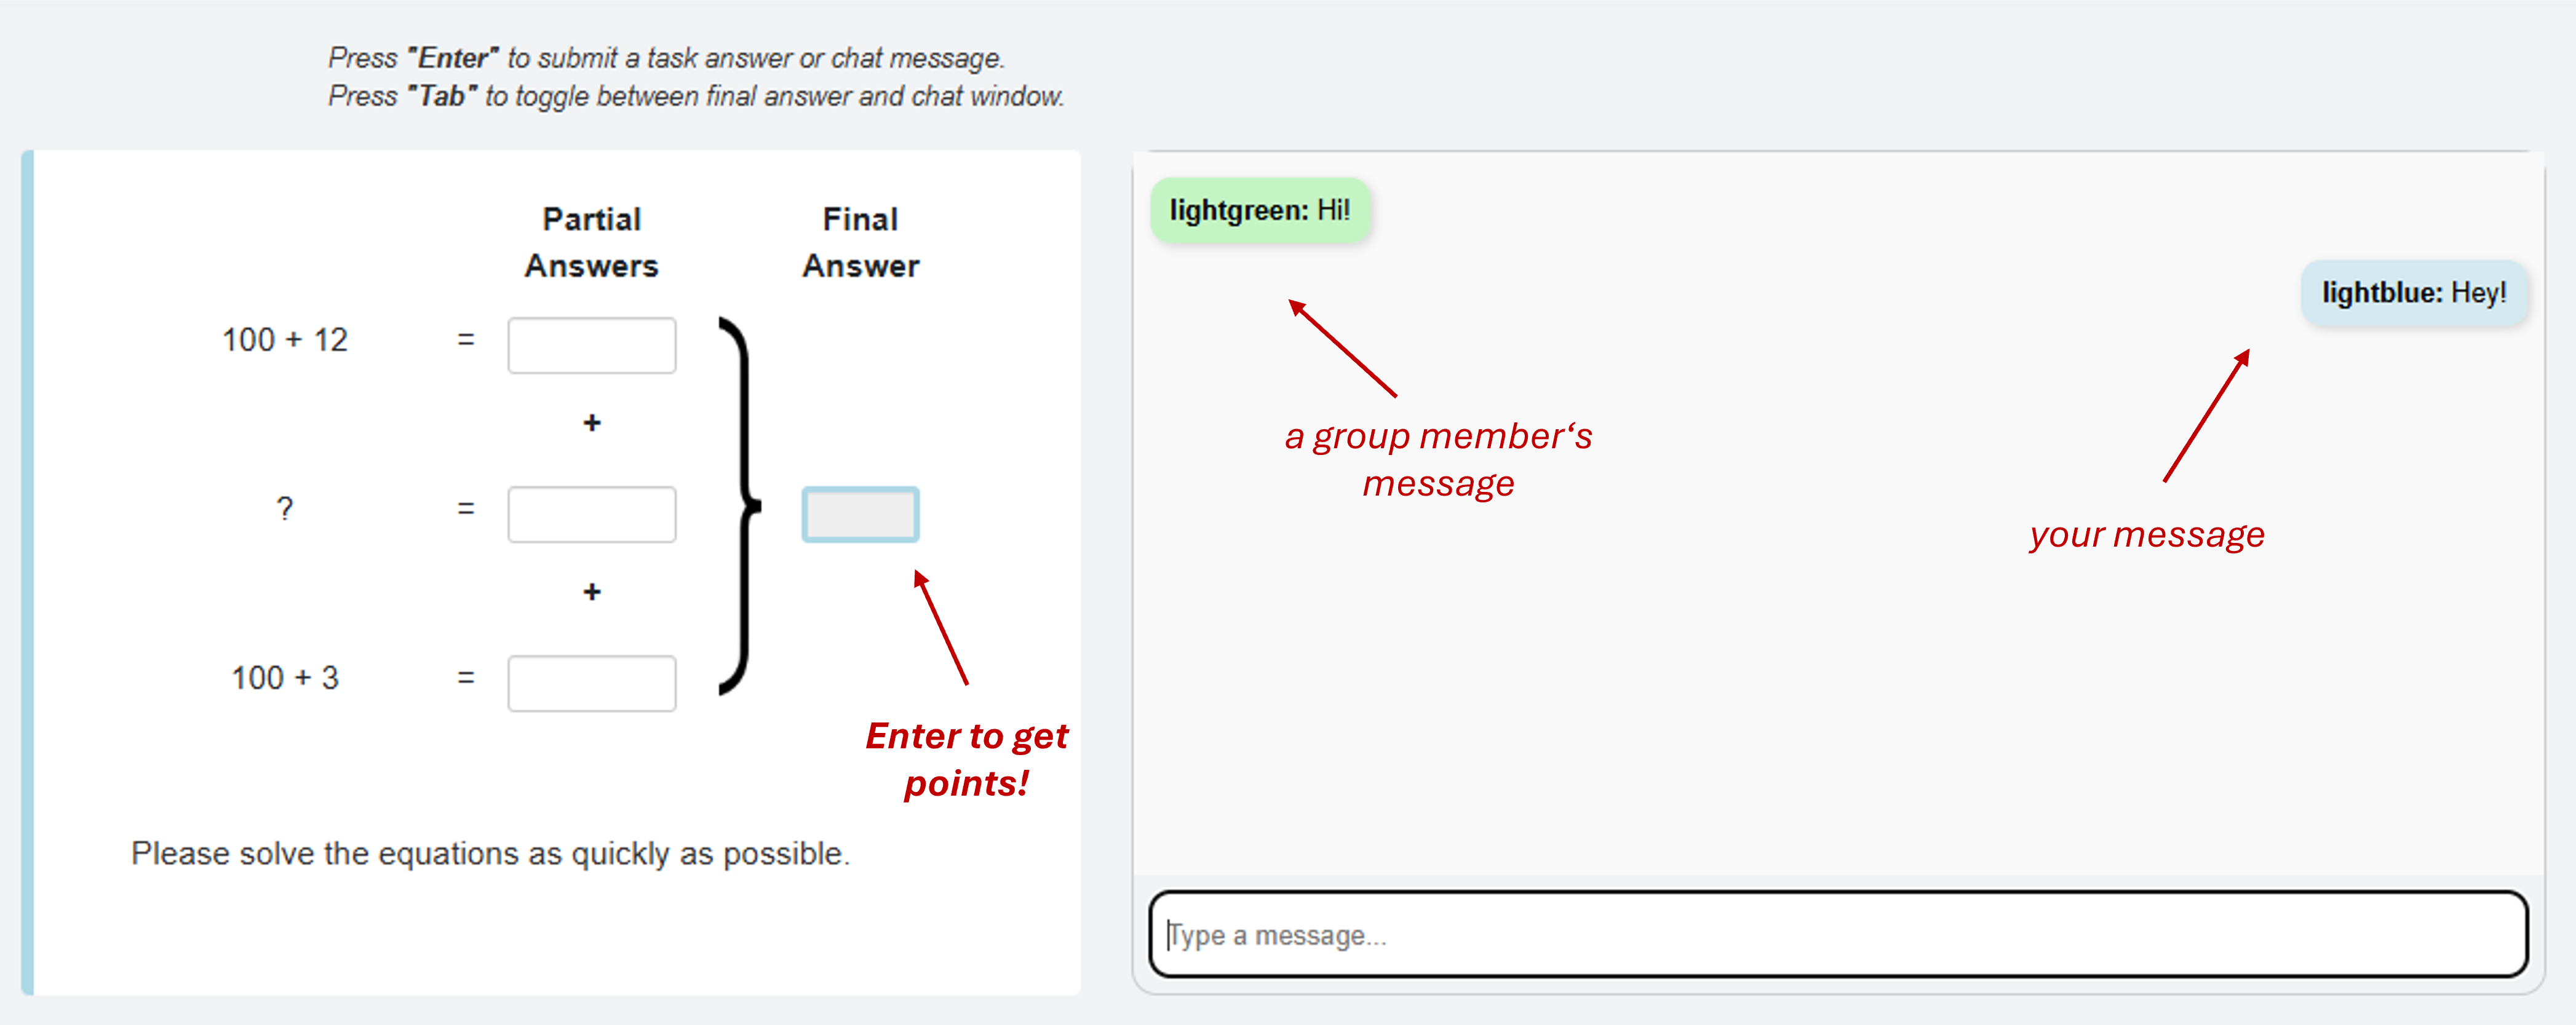 Press "Enter" to submit a task answer or chat message.
Press "Tab" to toggle between final answer and chat window.
Partial Final
Answers Answer
100 + 12 =
+
? =
+
100 + 3 =
Enter to get
points!
Please solve the equations as quickly as possible.
lightgreen: Hi!
lightblue: Hey!
a group member‘s
message
your message
Type a message...